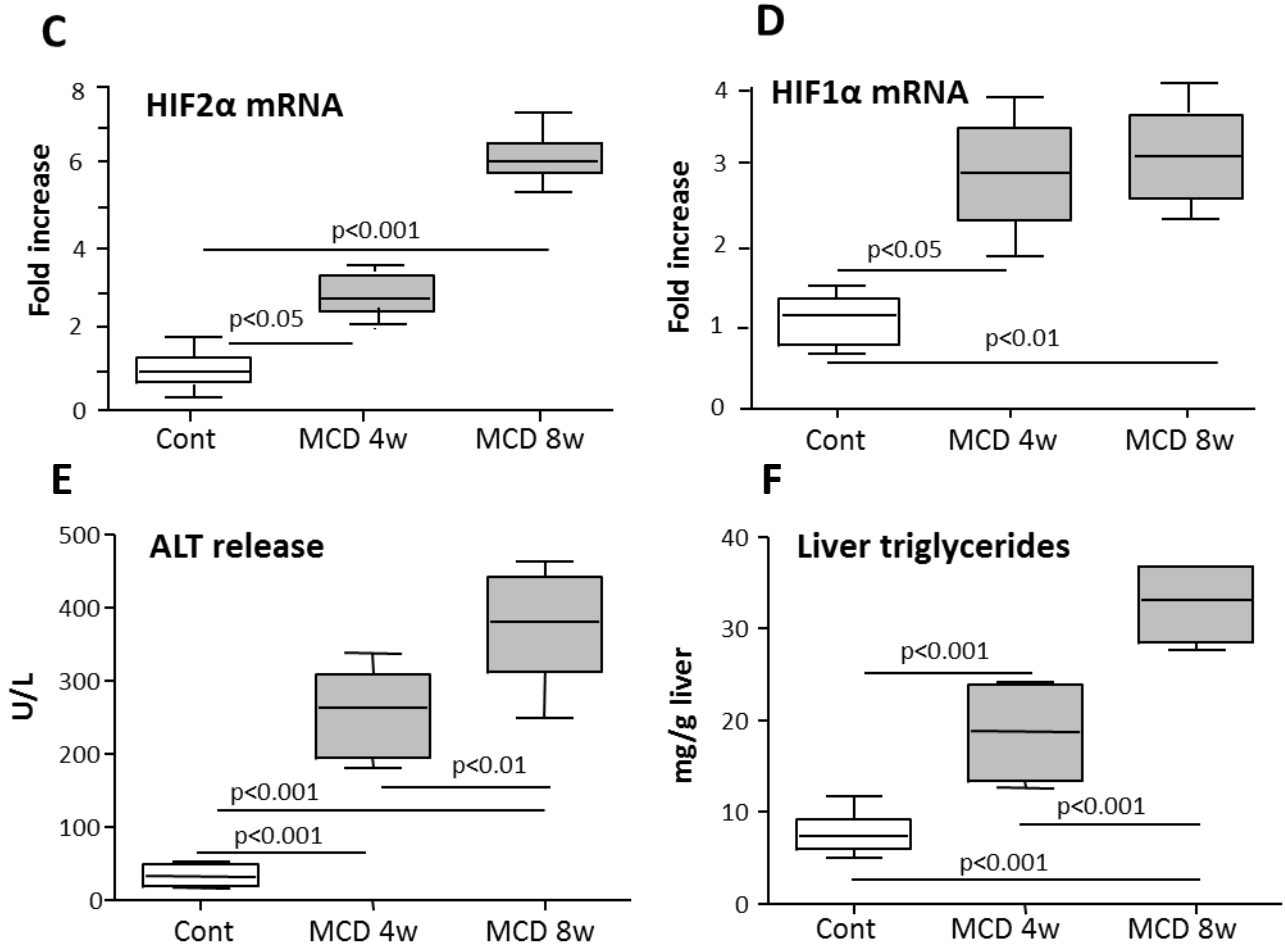 C
HIF2α mRNA
Fold increase
8
6
4
2
0
p<0.001
p<0.05
Cont
MCD 4w
MCD 8w
D
HIF1α mRNA
Fold increase
4
3
2
1
0
p<0.05
p<0.01
Cont
MCD 4w
MCD 8w
E
ALT release
U/L
500
400
300
200
100
0
p<0.01
p<0.001
p<0.001
Cont
MCD 4w
MCD 8w
F
Liver triglycerides
mg/g liver
40
30
20
10
0
p<0.001
p<0.001
p<0.001
Cont
MCD 4w
MCD 8w